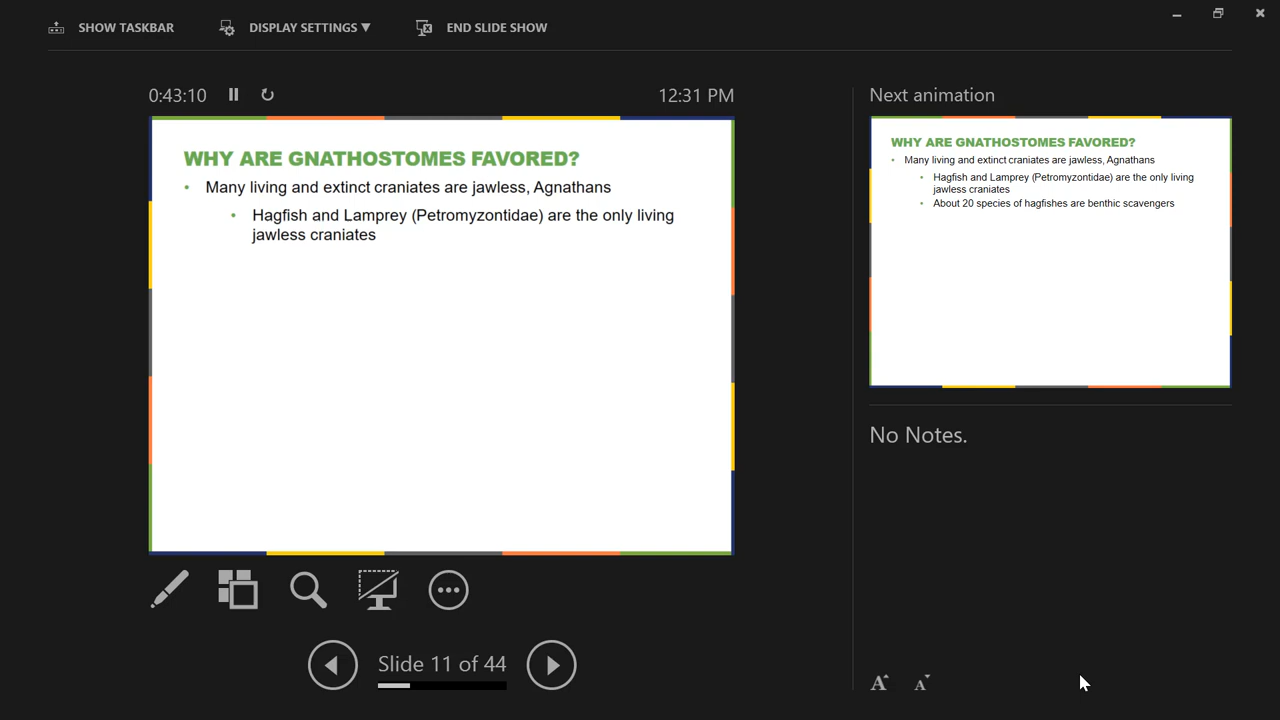 SHOW TASKBAR
DISPLAY SETTINGS ▼
END SLIDE SHOW
0:43:10
12:31 PM
WHY ARE GNATHOSTOMES FAVORED?
• Many living and extinct craniates are jawless, Agnathans
• Hagfish and Lamprey (Petromyzontidae) are the only living
jawless craniates
Slide 11 of 44
Next animation
WHY ARE GNATHOSTOMES FAVORED?
• Many living and extinct craniates are jawless, Agnathans
• Hagfish and Lamprey (Petromyzontidae) are the only living
jawless craniates
• About 20 species of hagfishes are benthic scavengers
No Notes.
A A